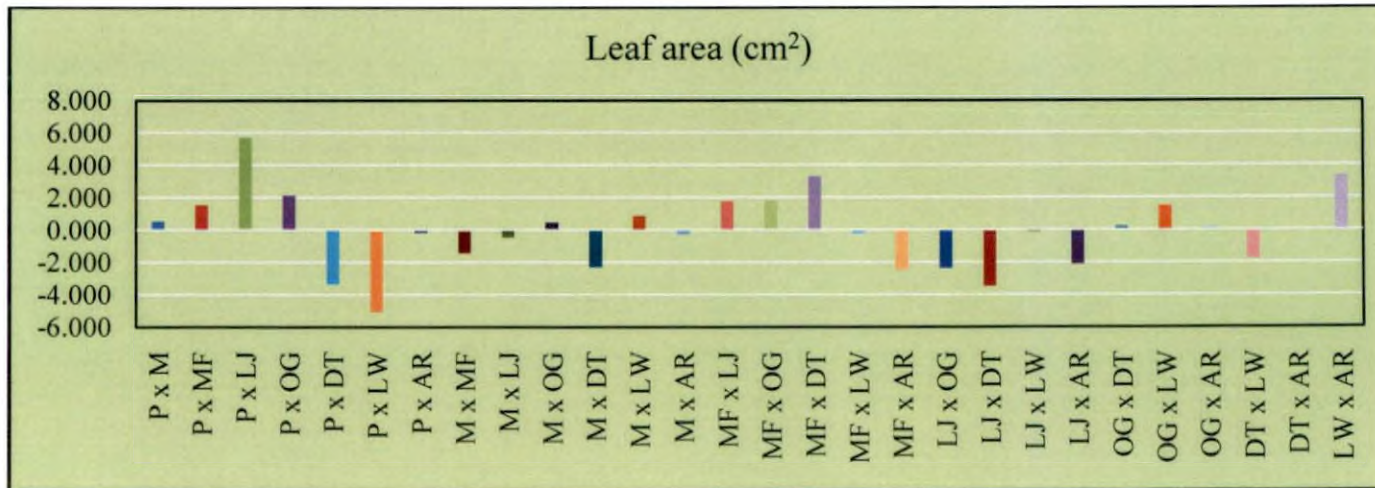 Leaf area (cm²)
8.000
6.000
4.000
2.000
0.000
-2.000
-4.000
-6.000
P x M
P x MF
P x LJ
P x OG
P x DT
P x LW
P x AR
M x MF
M x LJ
M x OG
M x DT
M x LW
M x AR
MF x LJ
MF x OG
MF x DT
MF x LW
MF x AR
LJ x OG
LJ x DT
LJ x LW
LJ x AR
OG x DT
OG x LW
OG x AR
DT x LW
DT x AR
LW x AR